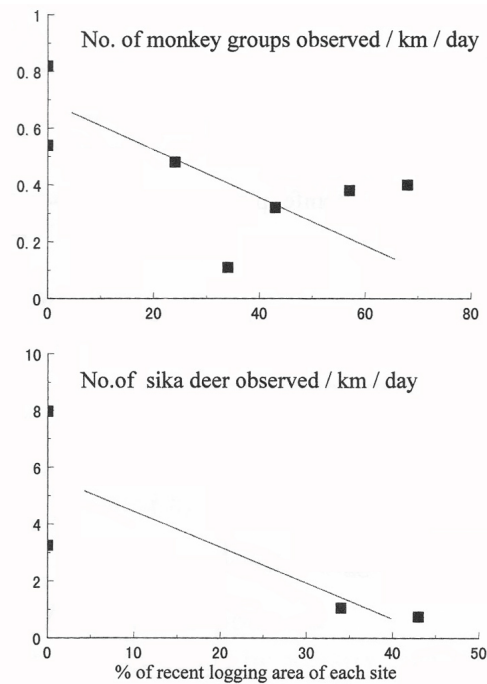 No. of monkey groups observed / km / day
1
0. 8
0. 6
0. 4
0. 2
0
0 20 40 60 80
No.of sika deer observed / km / day
10
8
6
4
2
0
0 10 20 30 40 50
% of recent logging area of each site